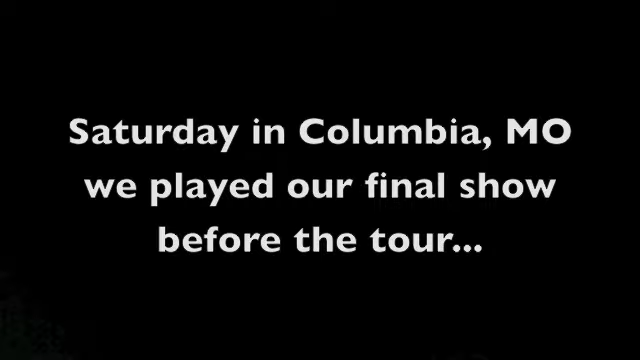 Saturday in Columbia, MO
we played our final show
before the tour...